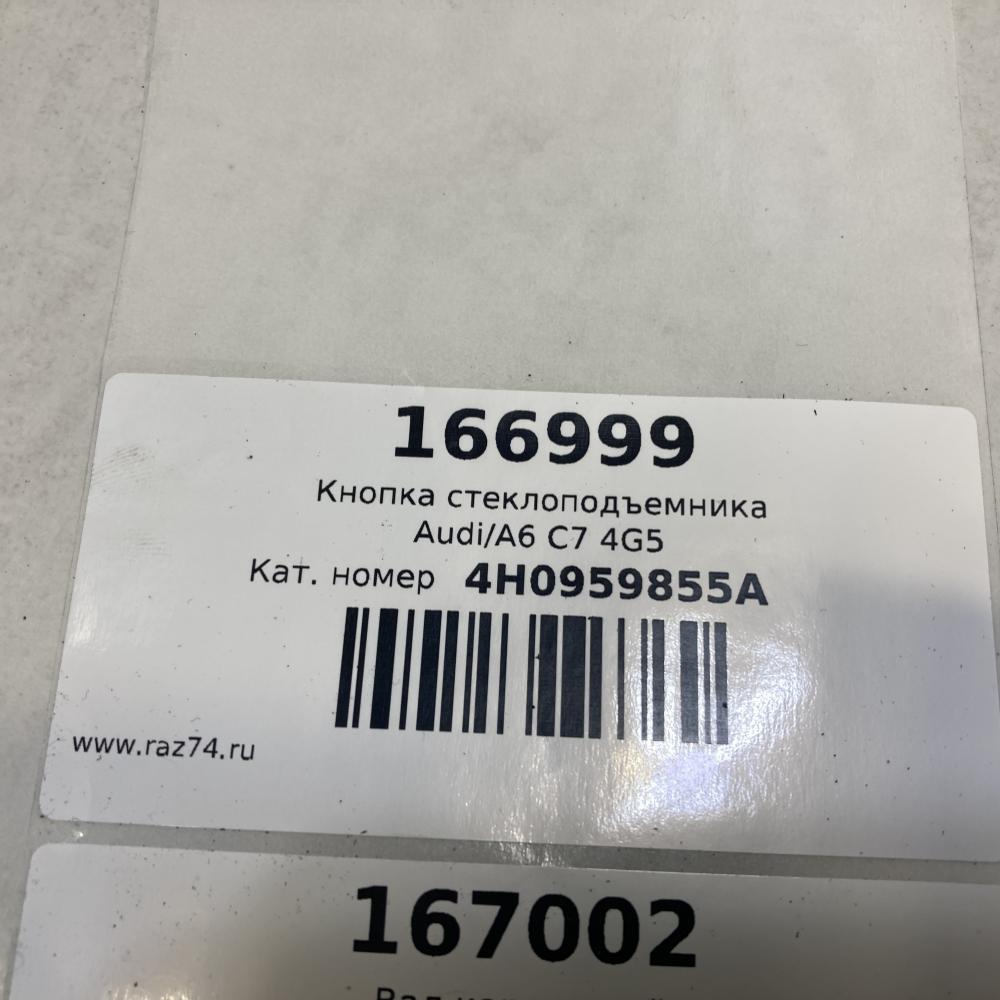 166999
Кнопка стеклоподъемника
Audi/A6 C7 4G5
Кат. номер 4H0959855A
www.raz74.ru
167002